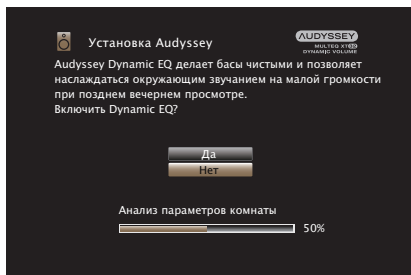 Установка Audyssey
AUDYSSEY
MULTEQ XT32
DYNAMIC VOLUME
Audyssey Dynamic EQ делает басы чистыми и позволяет
наслаждаться окружающим звучанием на малой громкости
при позднем вечернем просмотре.
Включить Dynamic EQ?
Да
Нет
Анализ параметров комнаты
50%